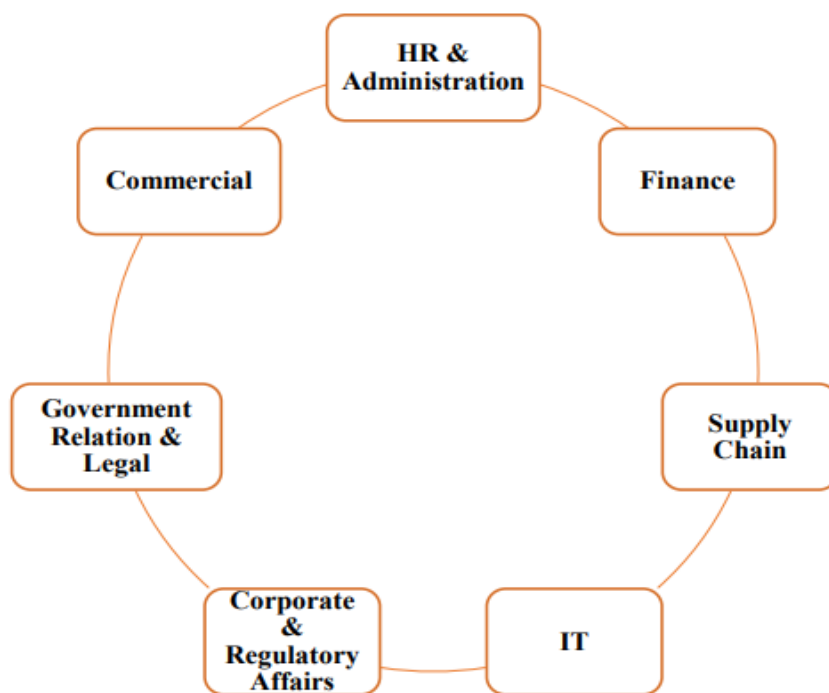 HR &
Administration
Finance
Supply
Chain
IT
Corporate
&
Regulatory
Affairs
Government
Relation &
Legal
Commercial